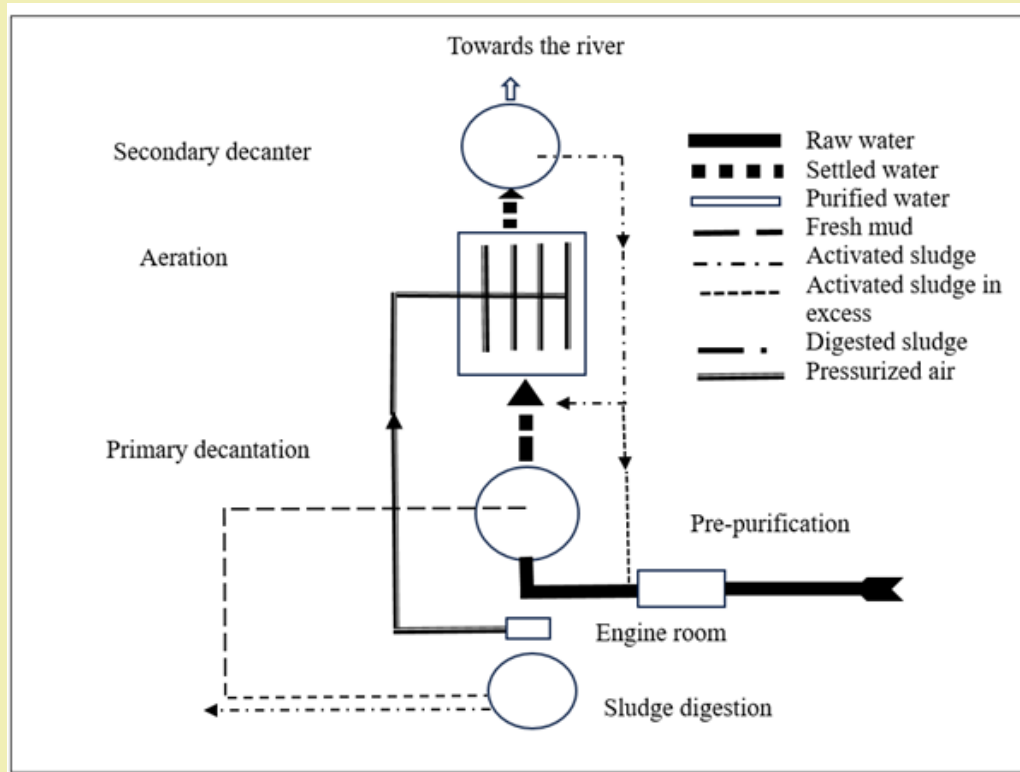 Towards the river
Secondary decanter
Aeration
Primary decantation
Raw water
Settled water
Purified water
Fresh mud
Activated sludge
Activated sludge in
excess
Digested sludge
Pressurized air
Pre-purification
Engine room
Sludge digestion